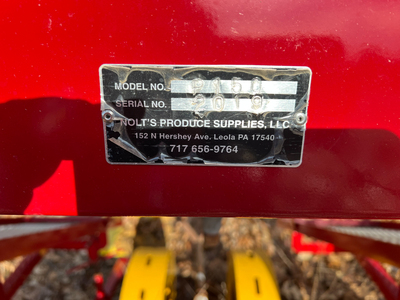 MODEL NO.
SERIAL NO.
NOLT'S PRODUCE SUPPLIES, LLC
152 N Hershey Ave. Leola PA 17540
717 656-9764